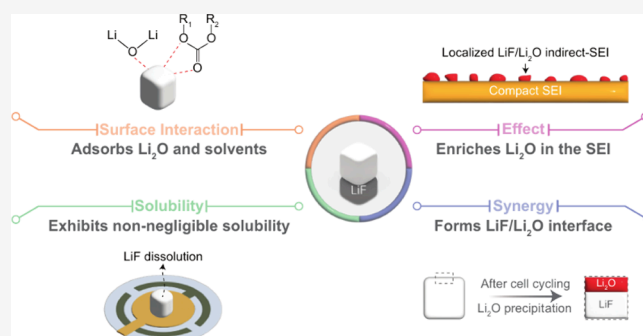 R1
R2
Li
Li
O
O
O
O
Localized LiF/Li2O indirect-SEI
Compact SEI
Surface Interaction
Adsorbs Li2O and solvents
Effect
Enriches Li2O in the SEI
LiF
Solubility
Exhibits non-negligible solubility
Synergy
Forms LiF/Li2O interface
LiF dissolution
After cell cycling
Li2O precipitation
Li2O
LiF